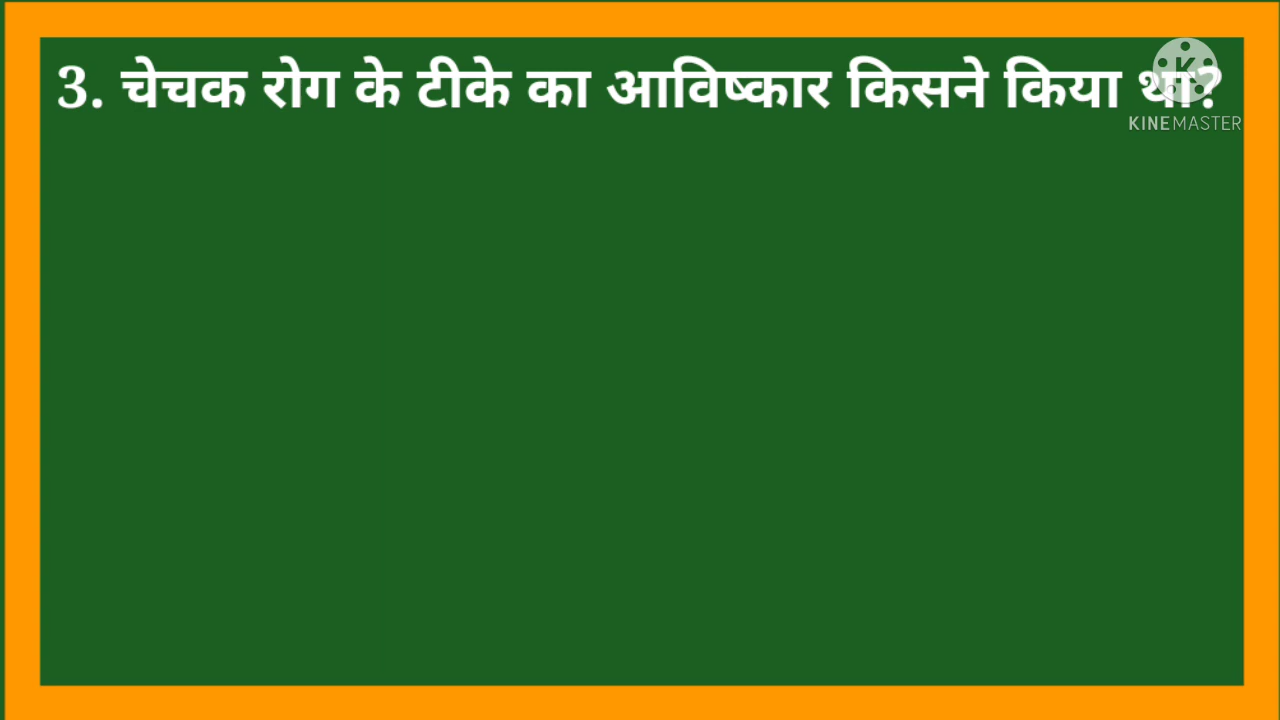 3. चेचक रोग के टीके का आविष्कार किसने किया था?
KINEMASTER